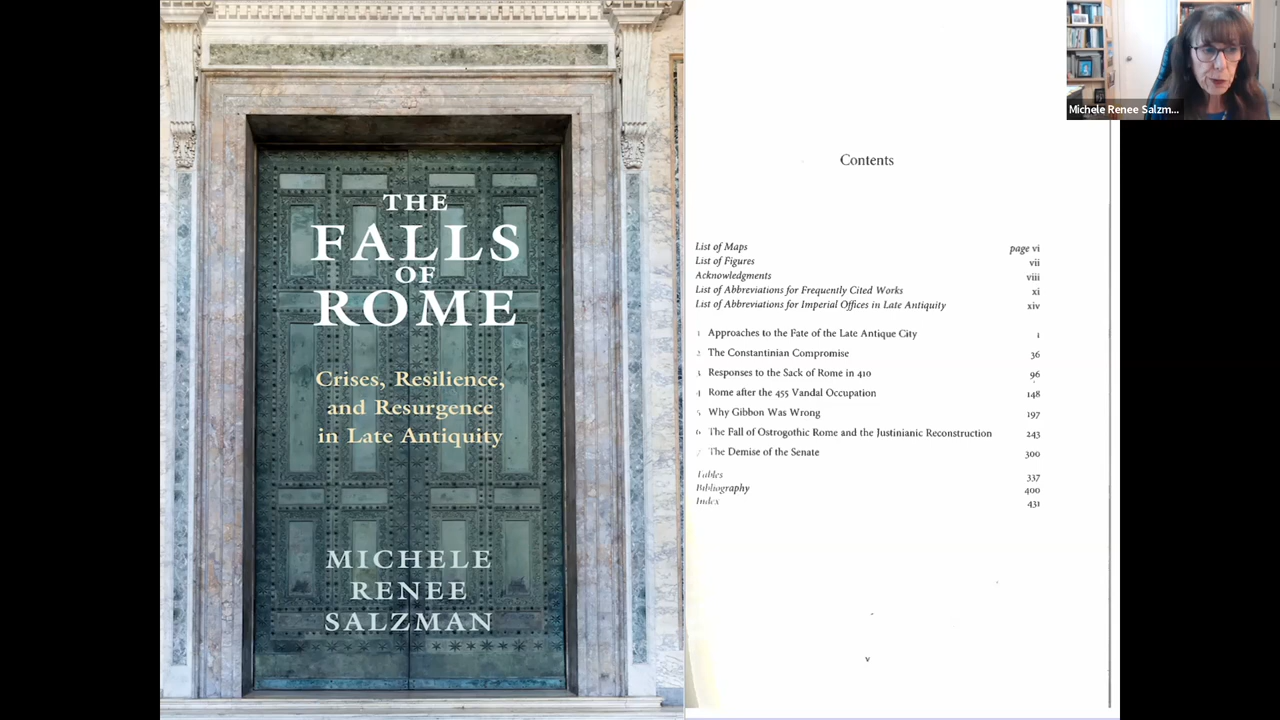 THE
FALLS
OF
ROME
Crises, Resilience,
and Resurgence
in Late Antiquity
MICHELE
RENEE
SALZMAN
Contents
List of Maps page vi
List of Figures vii
Acknowledgments viii
List of Abbreviations for Frequently Cited Works xi
List of Abbreviations for Imperial Offices in Late Antiquity xiv
1 Approaches to the Fate of the Late Antique City 1
2 The Constantinian Compromise 36
3 Responses to the Sack of Rome in 410 96
4 Rome after the 455 Vandal Occupation 148
5 Why Gibbon Was Wrong 197
6 The Fall of Ostrogothic Rome and the Justinianic Reconstruction 243
7 The Demise of the Senate 300
Tables 337
Bibliography 400
Index 431
v
Michele Renee Salzm...